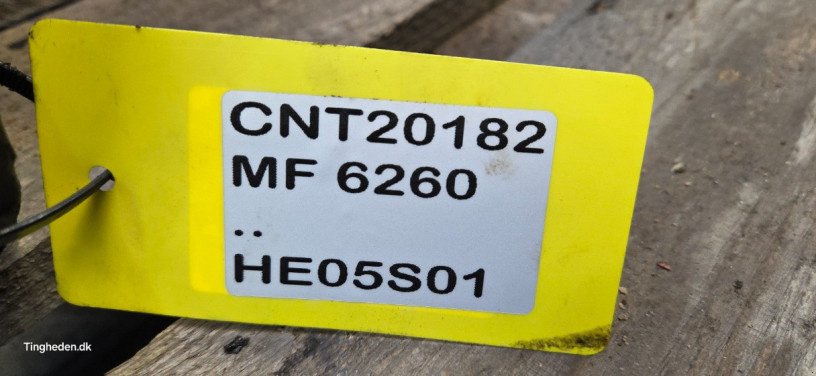 CNT20182
MF 6260
..
HE05S01
Tingheden.dk